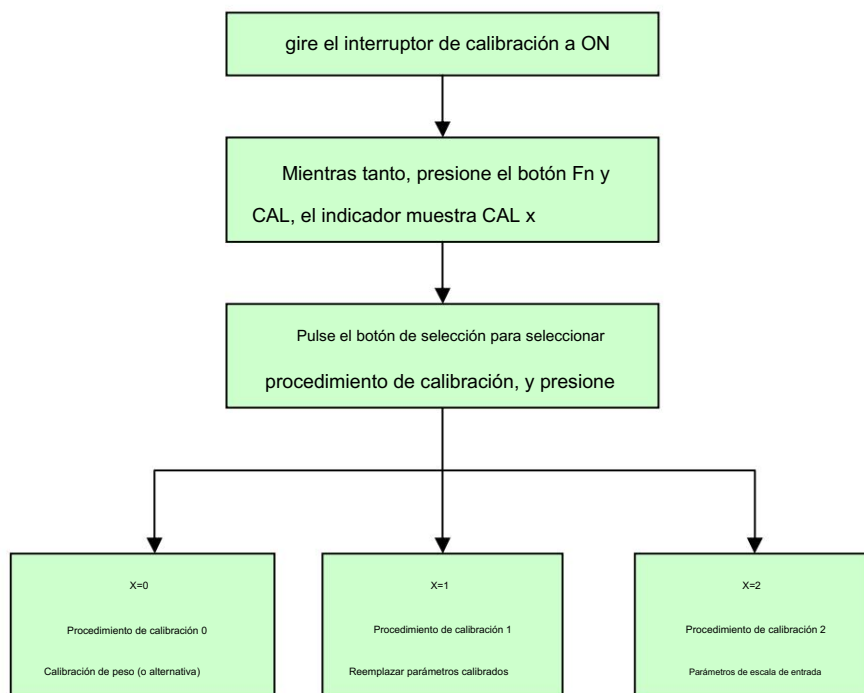 gire el interruptor de calibración a ON
Mientras tanto, presione el botón Fn y
CAL, el indicador muestra CAL x
Pulse el botón de selección para seleccionar
procedimiento de calibración, y presione
X=0
Procedimiento de calibración 0
Calibración de peso (o alternativa)
X=1
Procedimiento de calibración 1
Reemplazar parámetros calibrados
X=2
Procedimiento de calibración 2
Parámetros de escala de entrada